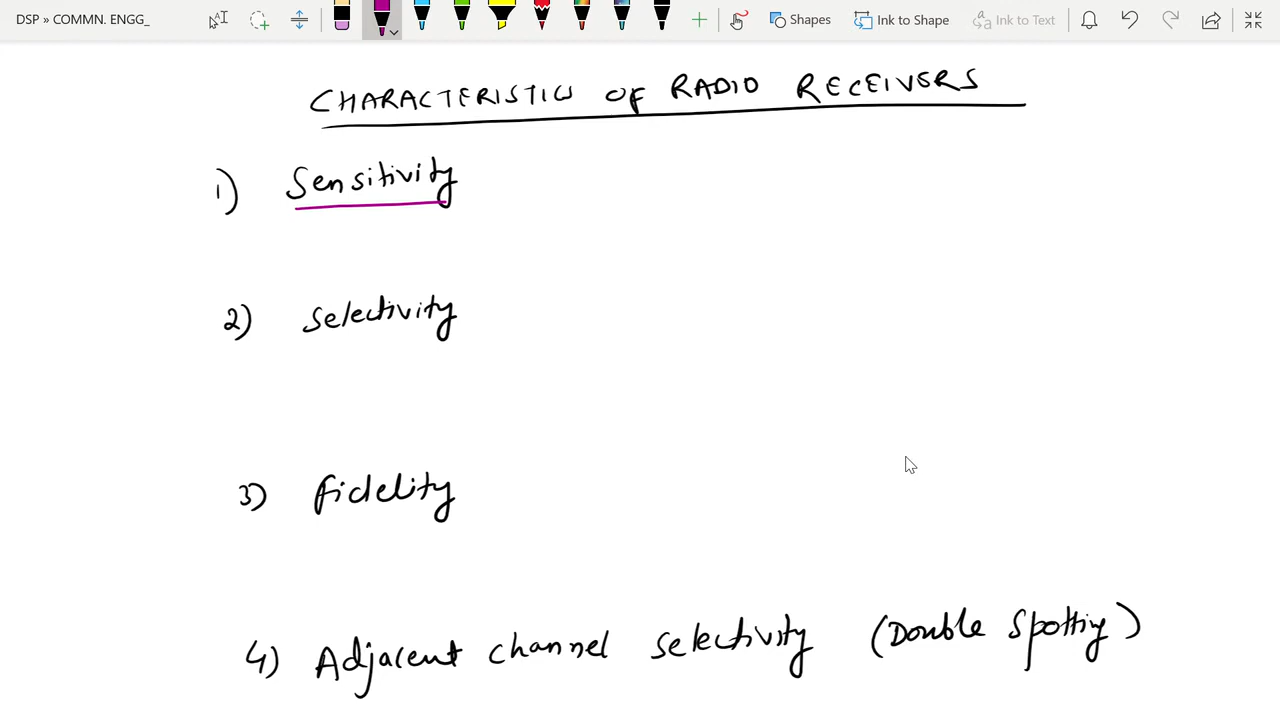 DSP » COMMN. ENGG_
Shapes
Ink to Shape
Ink to Text
CHARACTERISTICS OF RADIO RECEIVERS
1) Sensitivity
2) Selectivity
3) fidelity
4) Adjacent channel selectivity (Double Spotting)